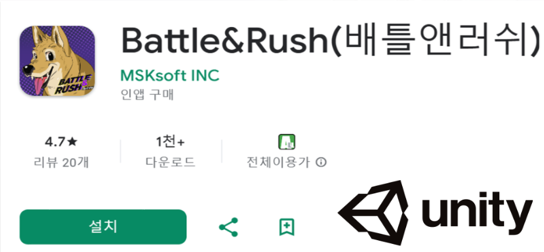 Battle&Rush(배틀앤러쉬)
BATTLE
RUSH
MSKsoft INC
인앱 구매
4.7★
리뷰 20개
1천+
다운로드
전체이용가
설치
unity